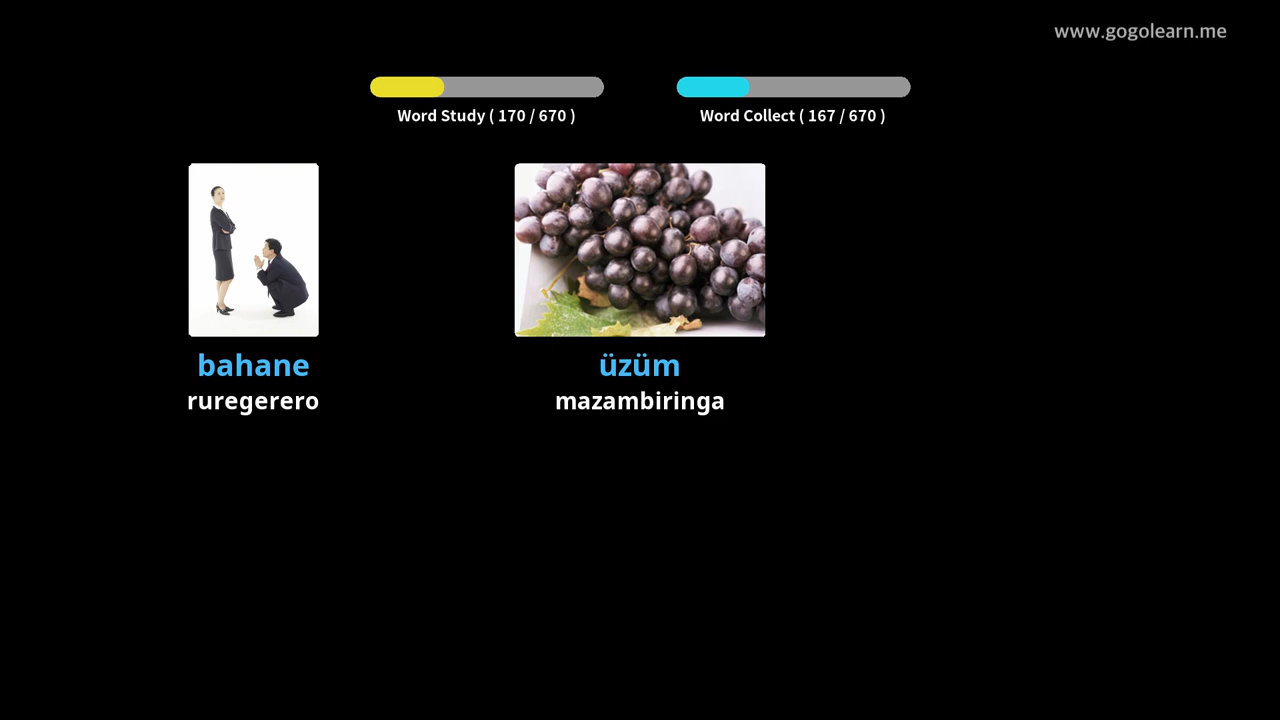 www.gogolearn.me
Word Study ( 170 / 670 )
Word Collect ( 167 / 670 )
bahane
ruregerero
üzüm
mazambiringa